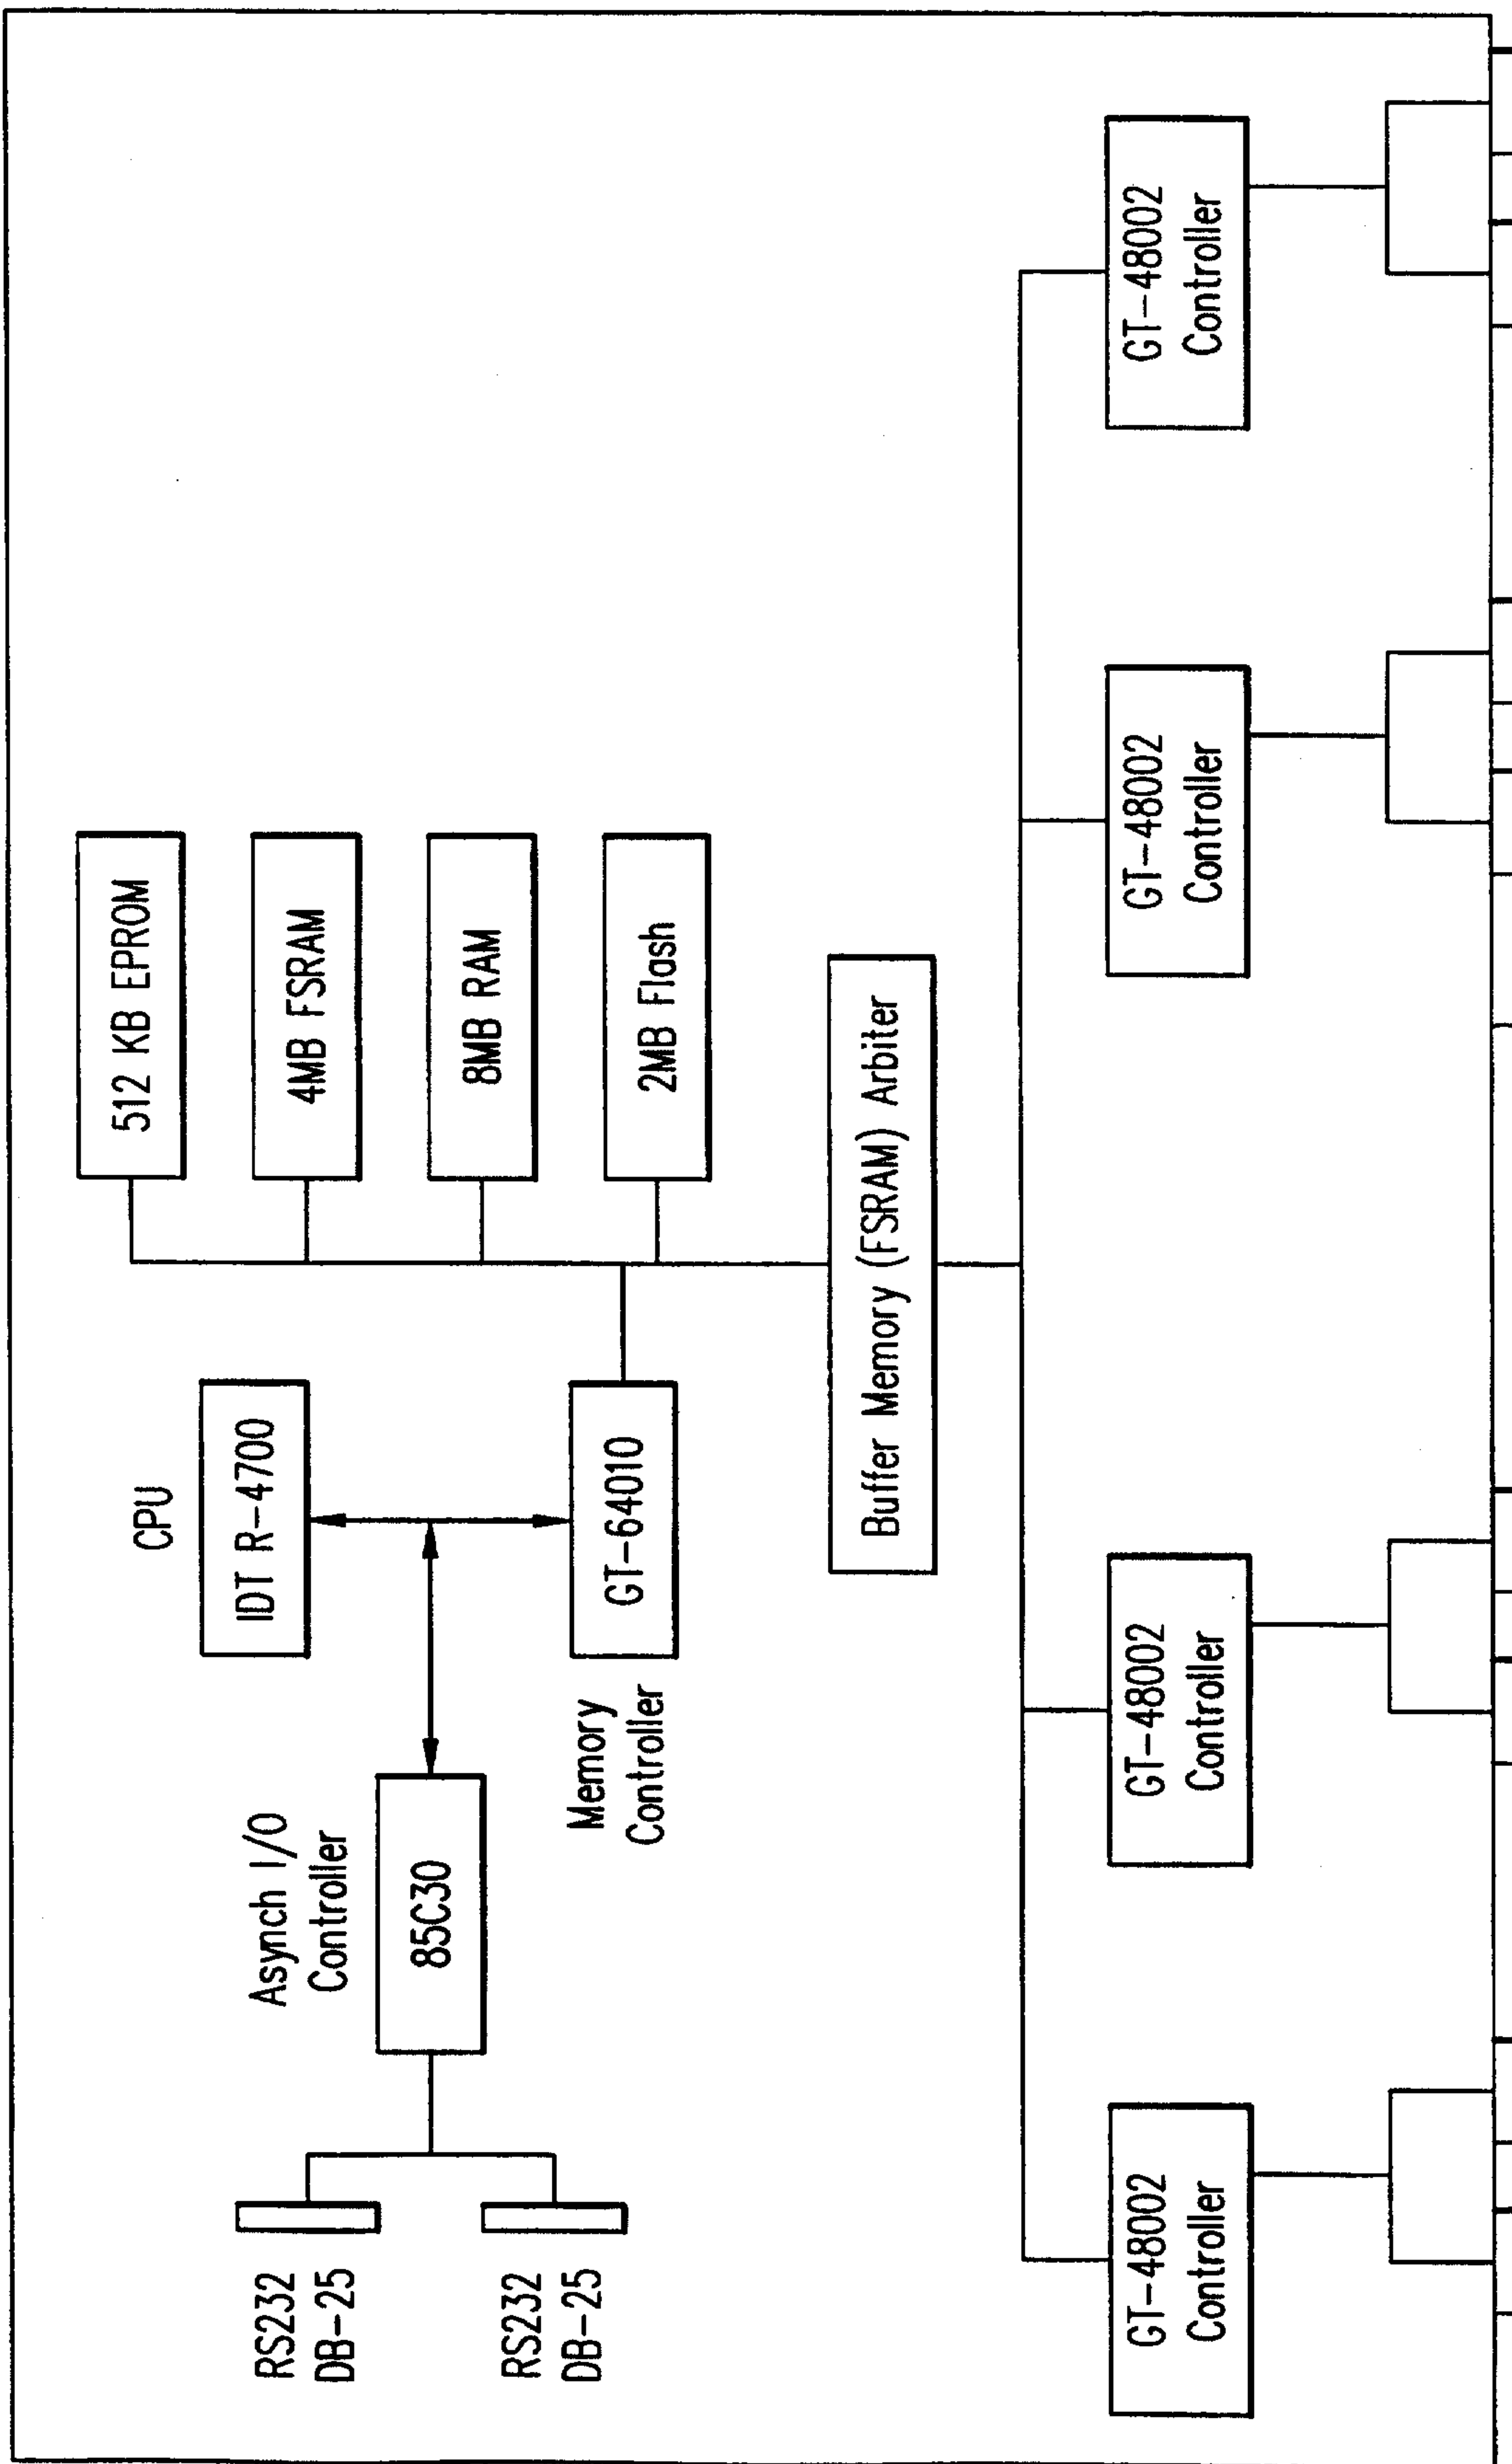 CPU
IDT R-4700
512 KB EPROM
4MB FSRAM
8MB RAM
2MB Flash
Asynch I/O
Controller
85C30
RS232
DB-25
RS232
DB-25
Memory
Controller
GT-64010
Buffer Memory (FSRAM) Arbiter
GT-48002
Controller
GT-48002
Controller
GT-48002
Controller
GT-48002
Controller